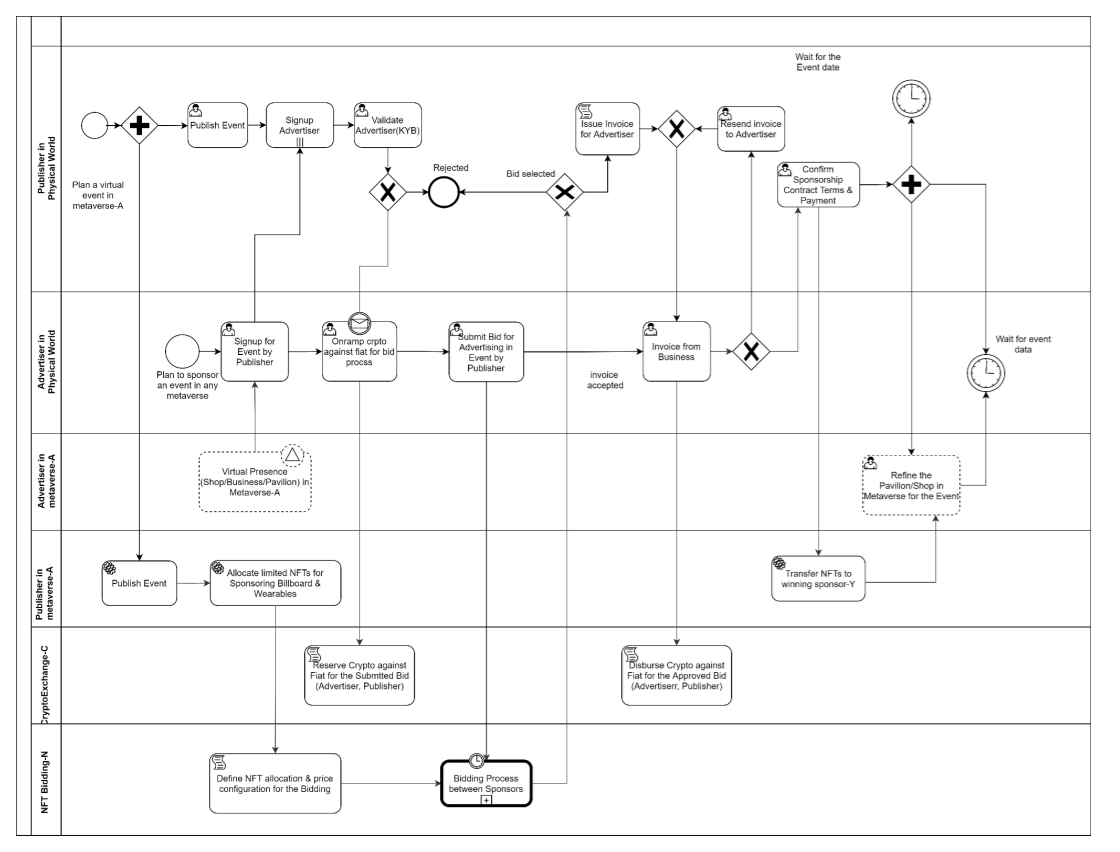 Wait for the
Event date
Publisher in
Physical World
Publish Event
Signup
Advertiser
Validate
Advertiser(KYB)
Issue Invoice
for Advertiser
Resend invoice
to Advertiser
Rejected
Bid selected
Confirm
Sponsorship
Contract Terms &
Payment
Plan a virtual
event in
metaverse-A
Advertiser in
Physical World
Plan to sponsor
an event in any
metaverse
Signup for
Event by
Publisher
Onramp crpto
against fiat for bid
procss
Submit Bid for
Advertising in
Event by
Publisher
invoice
accepted
Invoice from
Business
Wait for event
data
Advertiser in
metaverse-A
Virtual Presence
(Shop/Business/Pavilion) in
Metaverse-A
Refine the
Pavilion/Shop in
Metaverse for the Event
Publisher in
metaverse-A
Publish Event
Allocate limited NFTs for
Sponsoring Billboard &
Wearables
Transfer NFTs to
winning sponsor-Y
CryptoExchange-C
Reserve Crypto against
Fiat for the Submtted Bid
(Advertiser, Publisher)
Disburse Crypto against
Fiat for the Approved Bid
(Advertiserr, Publisher)
NFT Bidding-N
Define NFT allocation & price
configuration for the Bidding
Bidding Process
between Sponsors